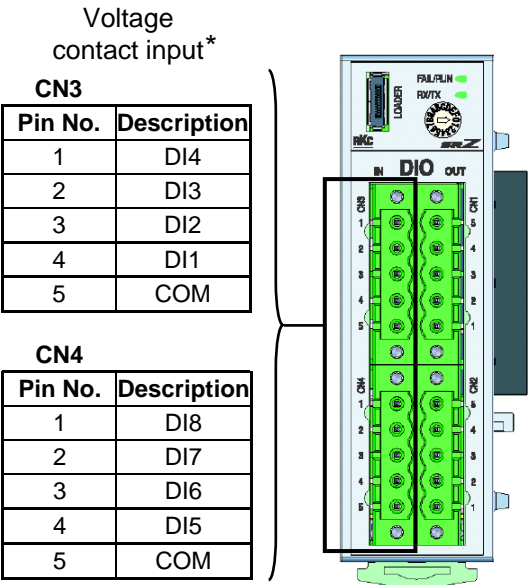 Voltage
contact input*
CN3
Pin No. Description
1 DI4
2 DI3
3 DI2
4 DI1
5 COM
CN4
Pin No. Description
1 DI8
2 DI7
3 DI6
4 DI5
5 COM
FAIL/RUN
RX/TX
LOADER
RKC
SRZ
IN DIO OUT
CN3 CN1
1 5
2 4
3 3
4 2
5 1
CN4 CN2
1 5
2 4
3 3
4 2
5 1